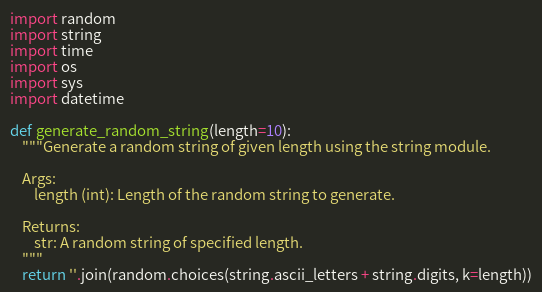 import random
import string
import time
import os
import sys
import datetime

def generate_random_string(length=10):
    """Generate a random string of given length using the string module.

    Args:
        length (int): Length of the random string to generate.

    Returns:
        str: A random string of specified length.
    """
    return ''.join(random.choices(string.ascii_letters + string.digits, k=length))